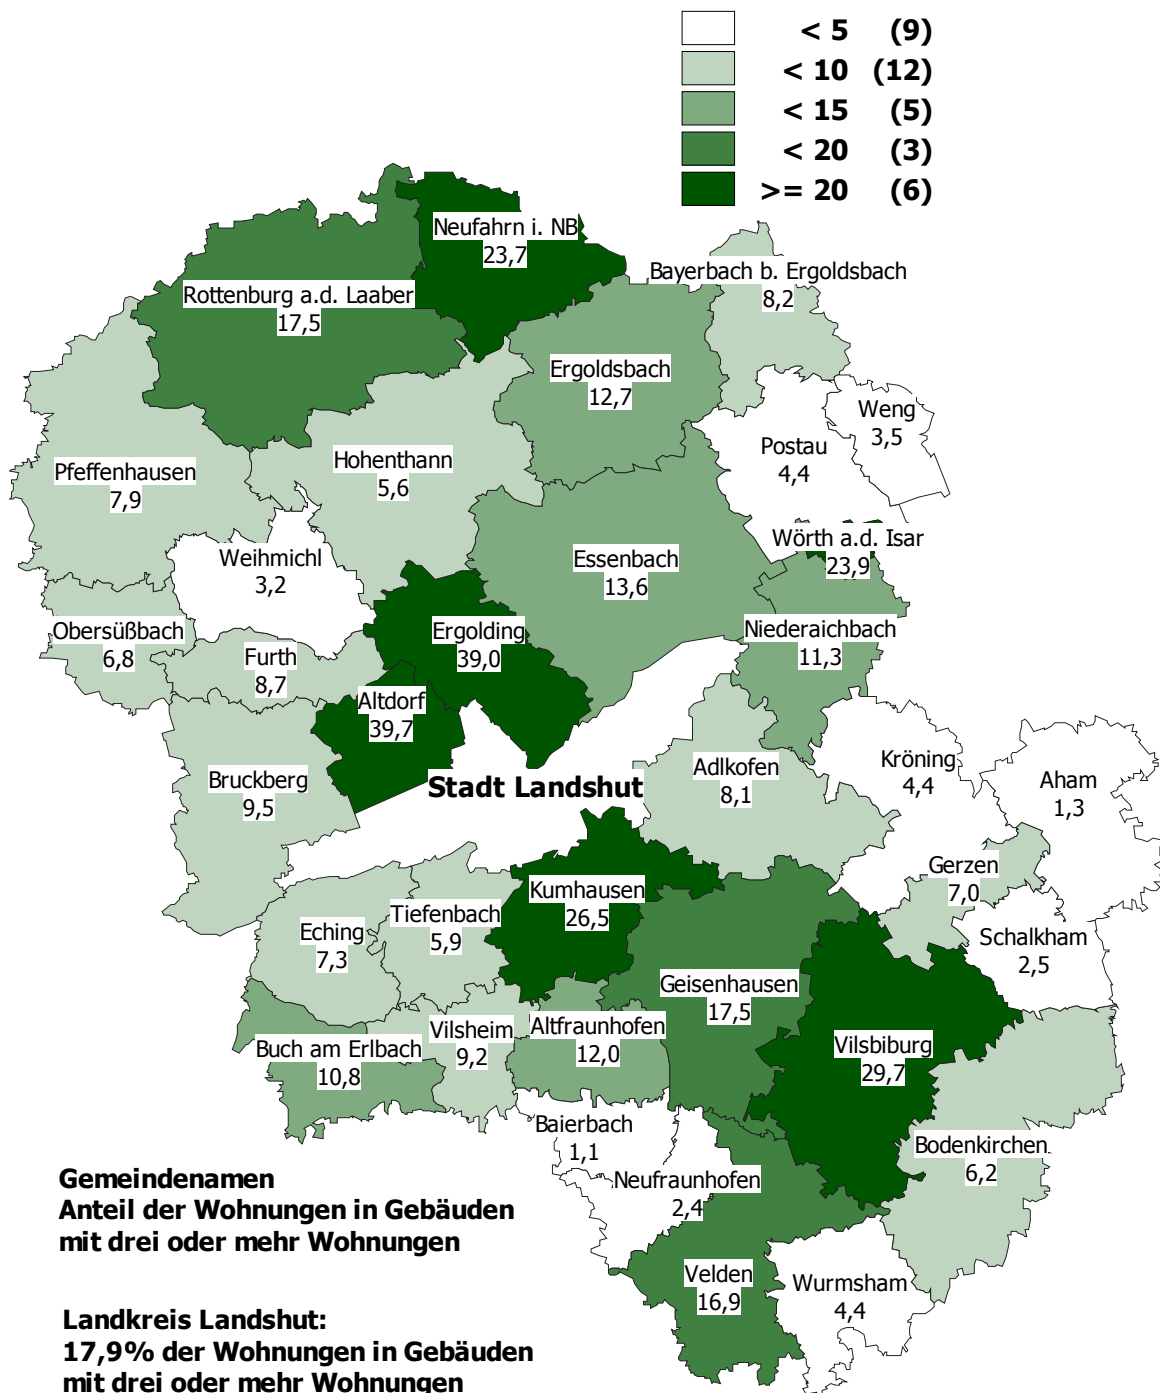 < 5 (9)
< 10 (12)
< 15 (5)
< 20 (3)
>= 20 (6)
Neufahrn i. NB
23,7
Bayerbach b. Ergoldsbach
8,2
Rottenburg a.d. Laaber
17,5
Ergoldsbach
12,7
Weng
3,5
Postau
4,4
Hohenthann
5,6
Pfeffenhausen
7,9
Wörth a.d. Isar
23,9
Weihmichl
3,2
Essenbach
13,6
Obersüßbach
6,8
Ergolding
39,0
Niederaichbach
11,3
Furth
8,7
Altdorf
39,7
Kröning
4,4
Adlkofen
8,1
Aham
1,3
Bruckberg
9,5
Stadt Landshut
Gerzen
7,0
Kumhausen
26,5
Tiefenbach
5,9
Eching
7,3
Schalkham
2,5
Geisenhausen
17,5
Altfraunhofen
12,0
Vilsheim
9,2
Vilsbiburg
29,7
Buch am Erlbach
10,8
Baierbach
1,1
Bodenkirchen
6,2
Neufraunhofen
2,4
Velden
16,9
Wurmsham
4,4
Gemeindenamen
Anteil der Wohnungen in Gebäuden
mit drei oder mehr Wohnungen
Landkreis Landshut:
17,9% der Wohnungen in Gebäuden
mit drei oder mehr Wohnungen